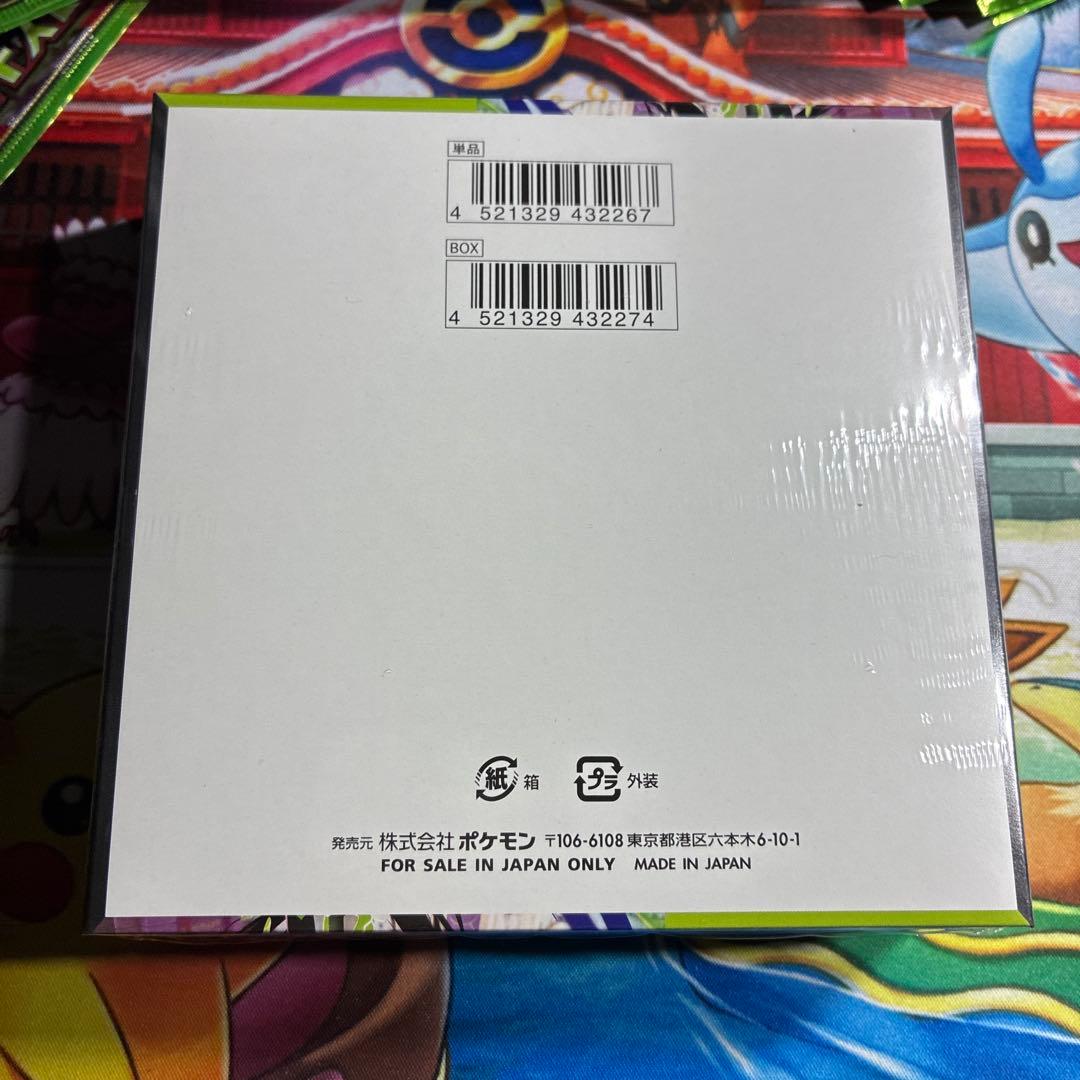 単品
4 521329 432267
BOX
4 521329 432274
紙 箱 プラ 外装
発売元 株式会社 ポケモン 〒106-6108 東京都港区六本木6-10-1
FOR SALE IN JAPAN ONLY MADE IN JAPAN